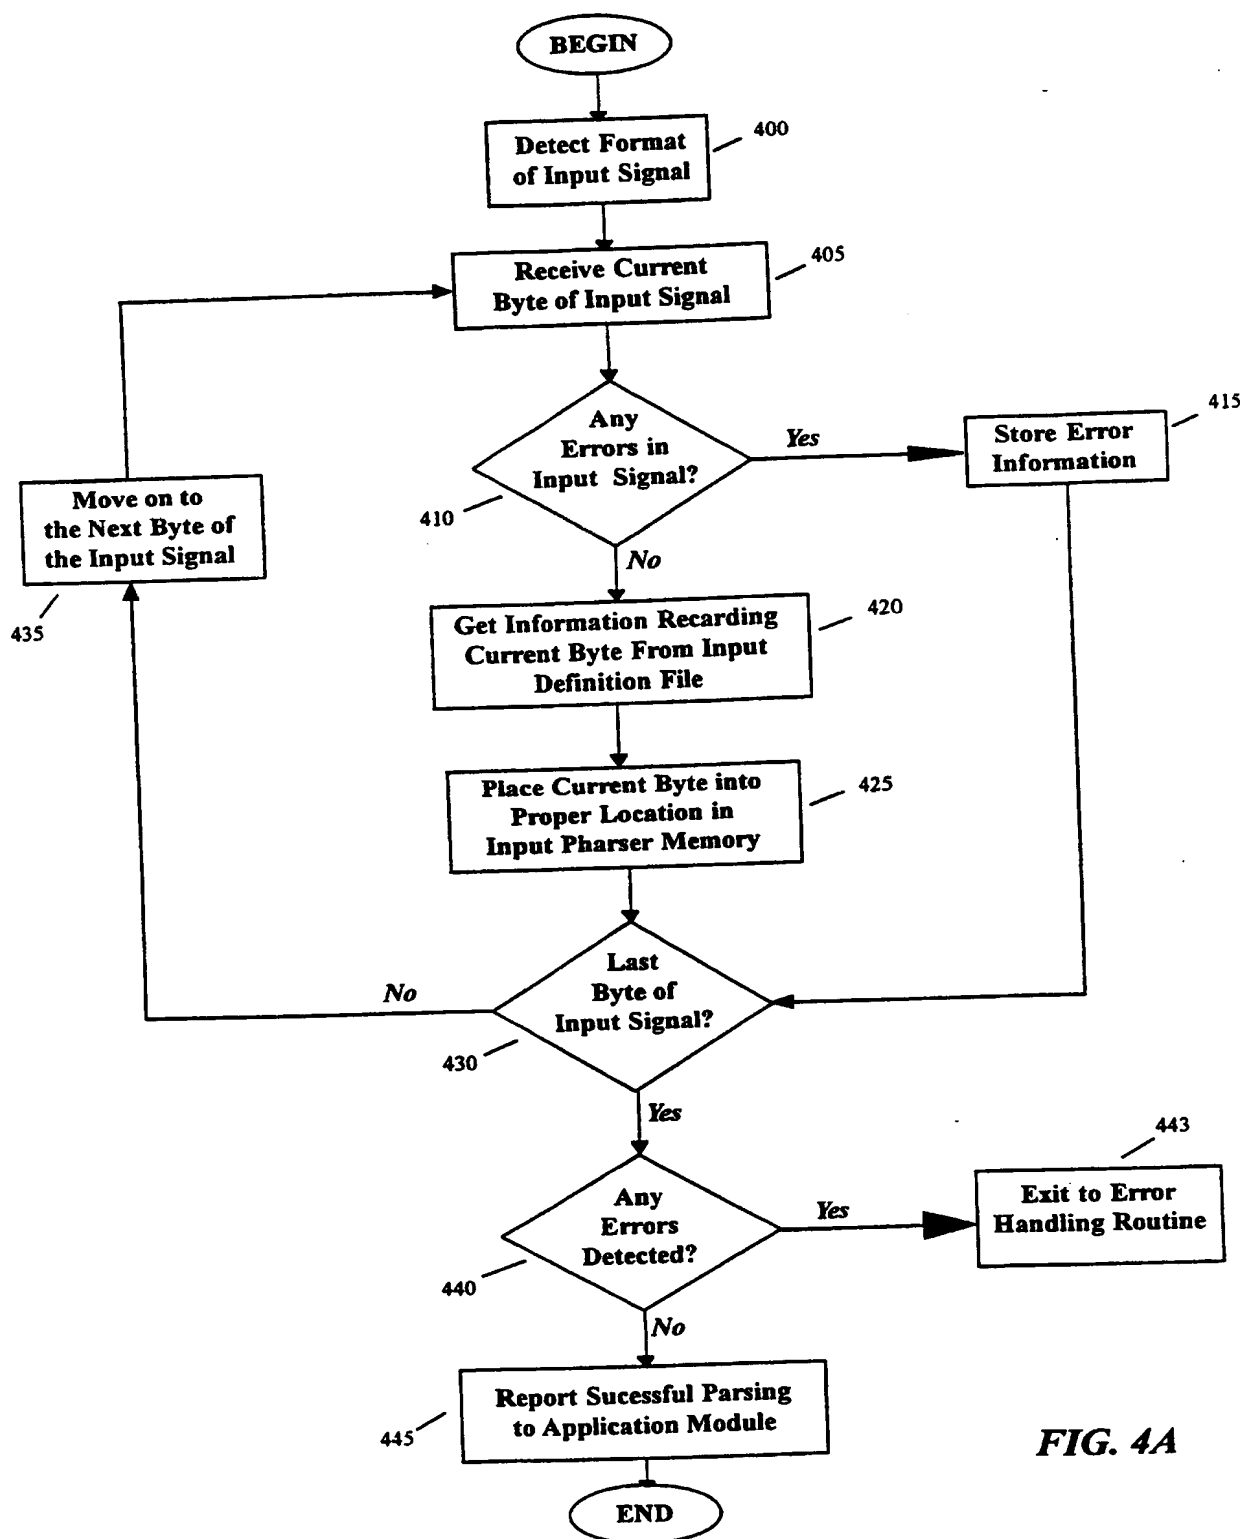 BEGIN
Detect Format
of Input Signal
400
Receive Current
Byte of Input Signal
405
Any
Errors in
Input Signal?
410
Yes
Store Error
Information
415
Move on to
the Next Byte of
the Input Signal
435
No
Get Information Recarding
Current Byte From Input
Definition File
420
Place Current Byte into
Proper Location in
Input Pharser Memory
425
Last
Byte of
Input Signal?
430
No
Yes
Any
Errors
Detected?
440
Yes
Exit to Error
Handling Routine
443
No
Report Sucessful Parsing
to Application Module
445
END
FIG. 4A